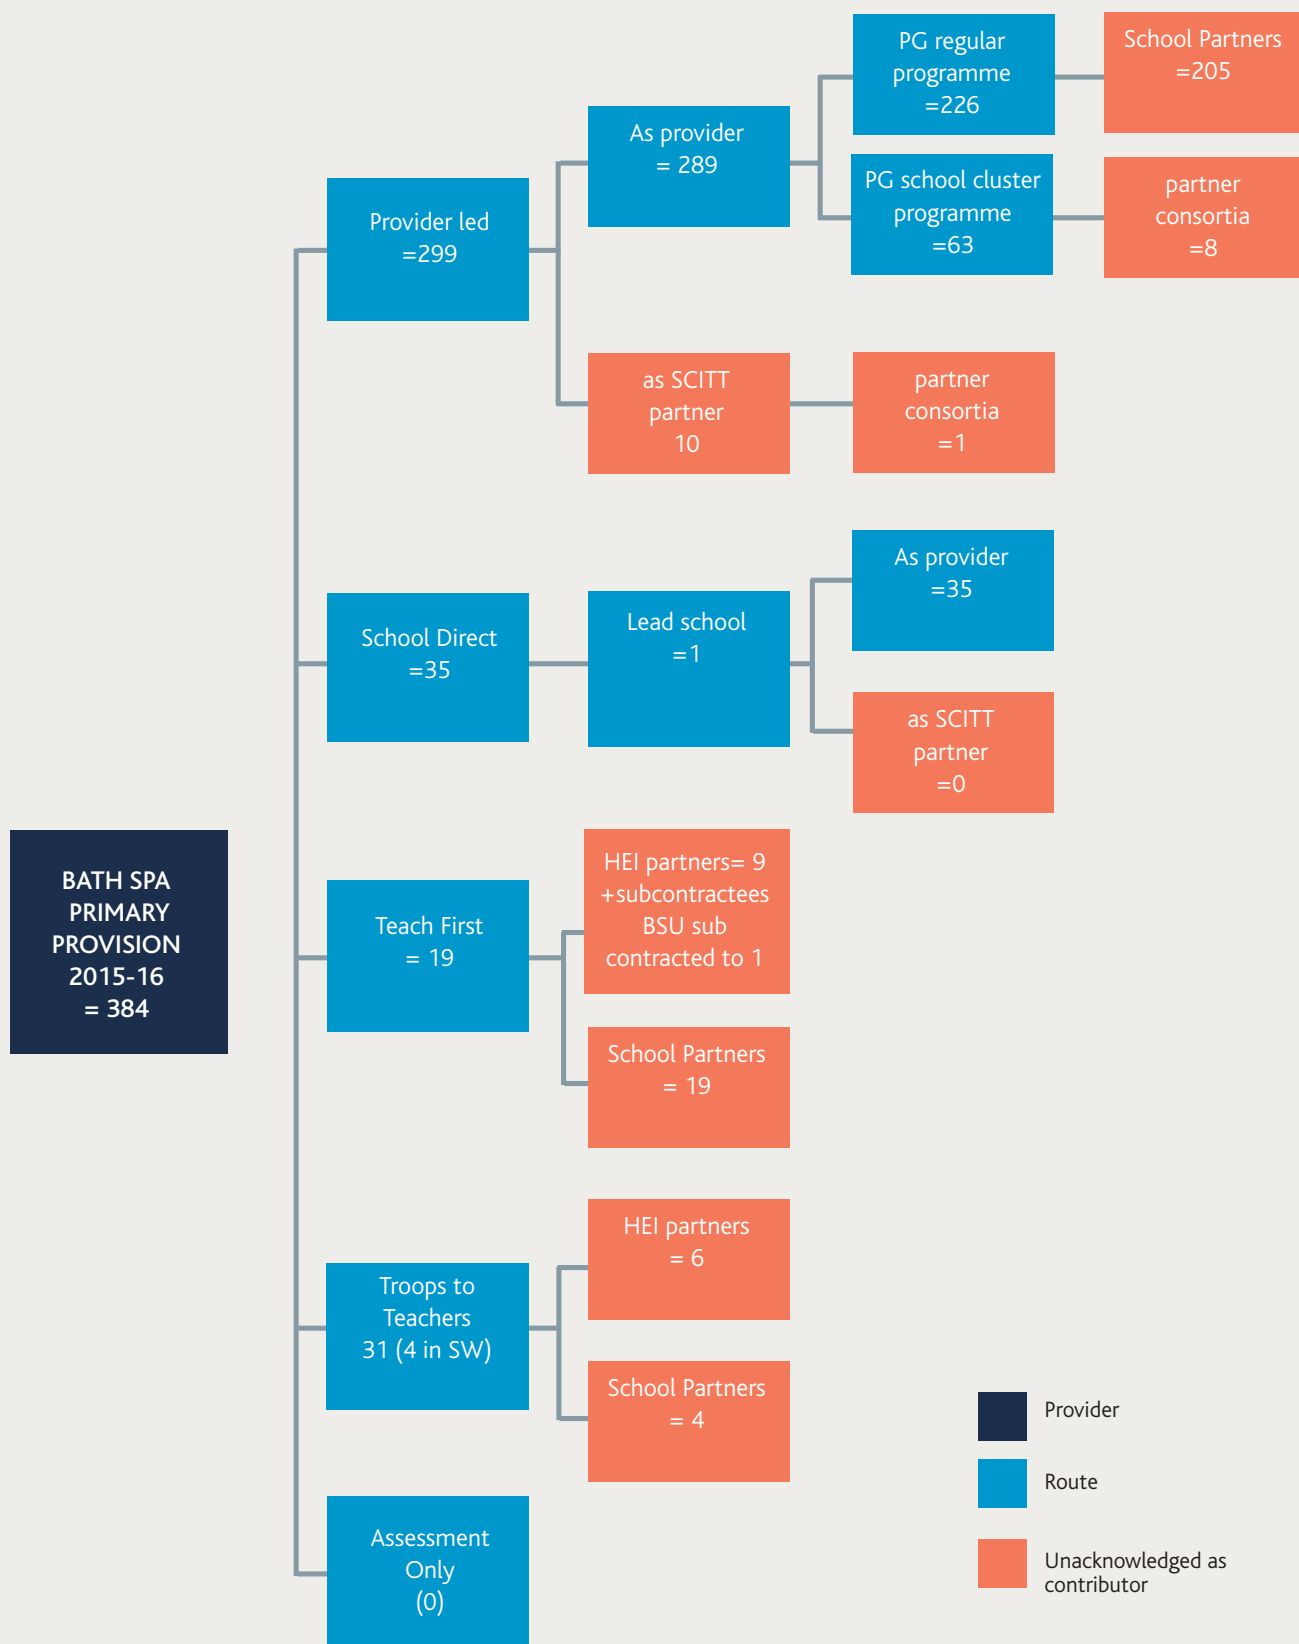 PG regular
programme
=226
School Partners
=205
As provider
= 289
PG school cluster
programme
=63
partner
consortia
=8
Provider led
=299
as SCITT
partner
10
partner
consortia
=1
School Direct
=35
Lead school
=1
As provider
=35
as SCITT
partner
=0
BATH SPA
PRIMARY
PROVISION
2015-16
= 384
Teach First
= 19
HEI partners= 9
+subcontractees
BSU sub
contracted to 1
School Partners
= 19
Troops to
Teachers
31 (4 in SW)
HEI partners
= 6
School Partners
= 4
Assessment
Only
(0)
Provider
Route
Unacknowledged as
contributor